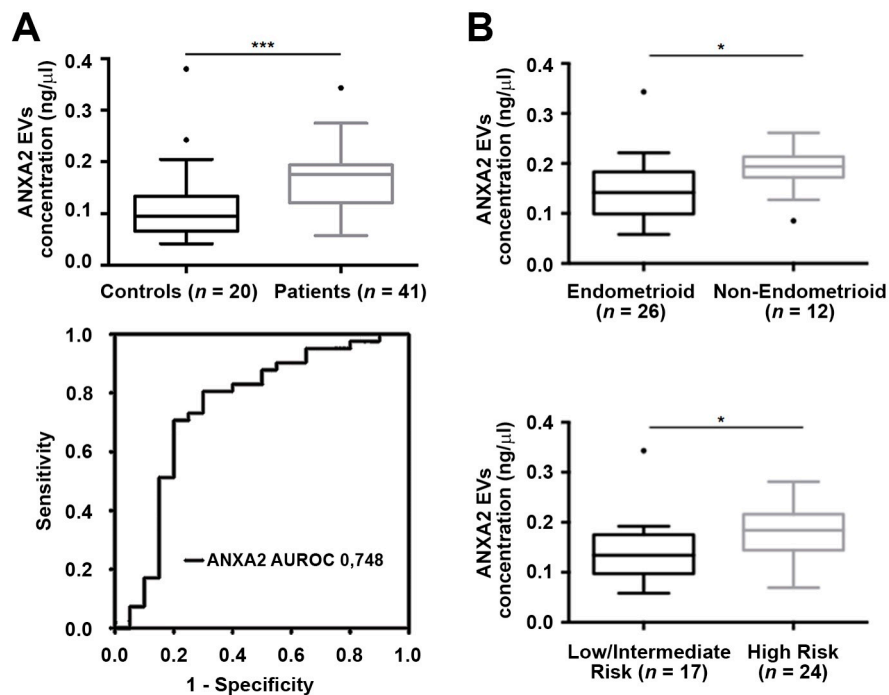 A
ANXA2 EVs
concentration (ng/µl)
0.4
0.3
0.2
0.1
0.0
***
Controls (n = 20)
Patients (n = 41)
Sensitivity
1.0
0.8
0.6
0.4
0.2
0.0
ANXA2 AUROC 0,748
0.0 0.2 0.4 0.6 0.8 1.0
1 - Specificity
B
ANXA2 EVs
concentration (ng/µl)
0.4
0.3
0.2
0.1
0.0
*
Endometrioid
(n = 26)
Non-Endometrioid
(n = 12)
ANXA2 EVs
concentration (ng/µl)
0.4
0.3
0.2
0.1
0.0
*
Low/Intermediate
Risk (n = 17)
High Risk
(n = 24)